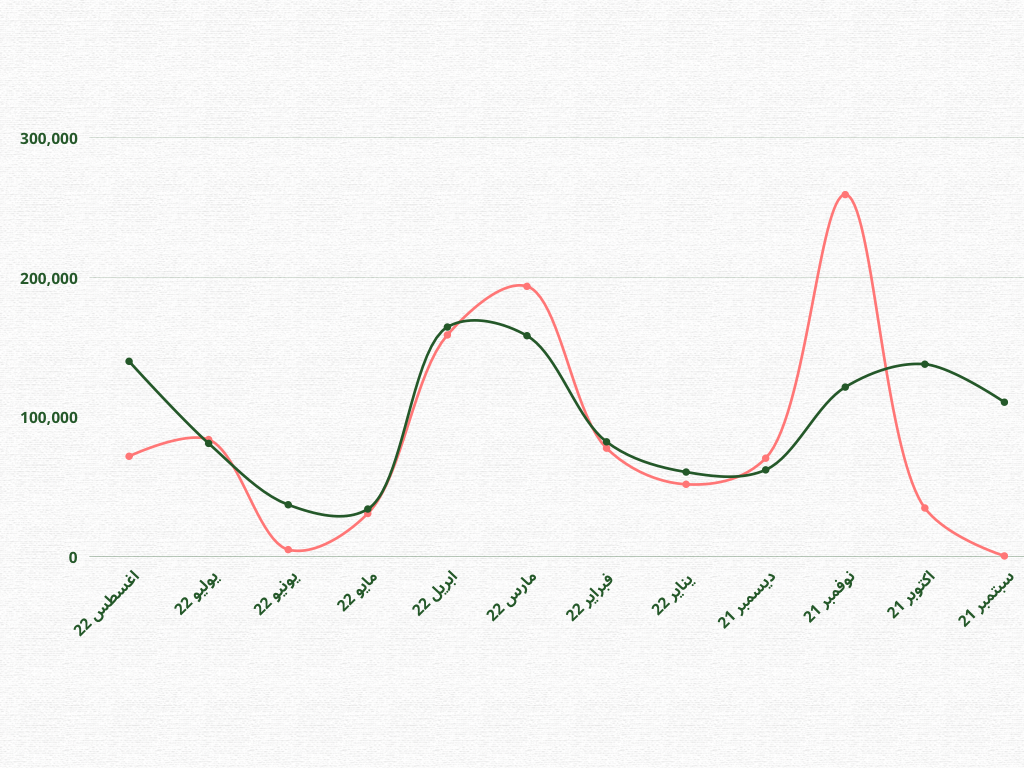 300,000
200,000
100,000
0
اغسطس 22
يوليو 22
يونيو 22
مايو 22
ابريل 22
مارس 22
فبراير 22
يناير 22
ديسمبر 21
نوفمبر 21
اكتوبر 21
سبتمبر 21